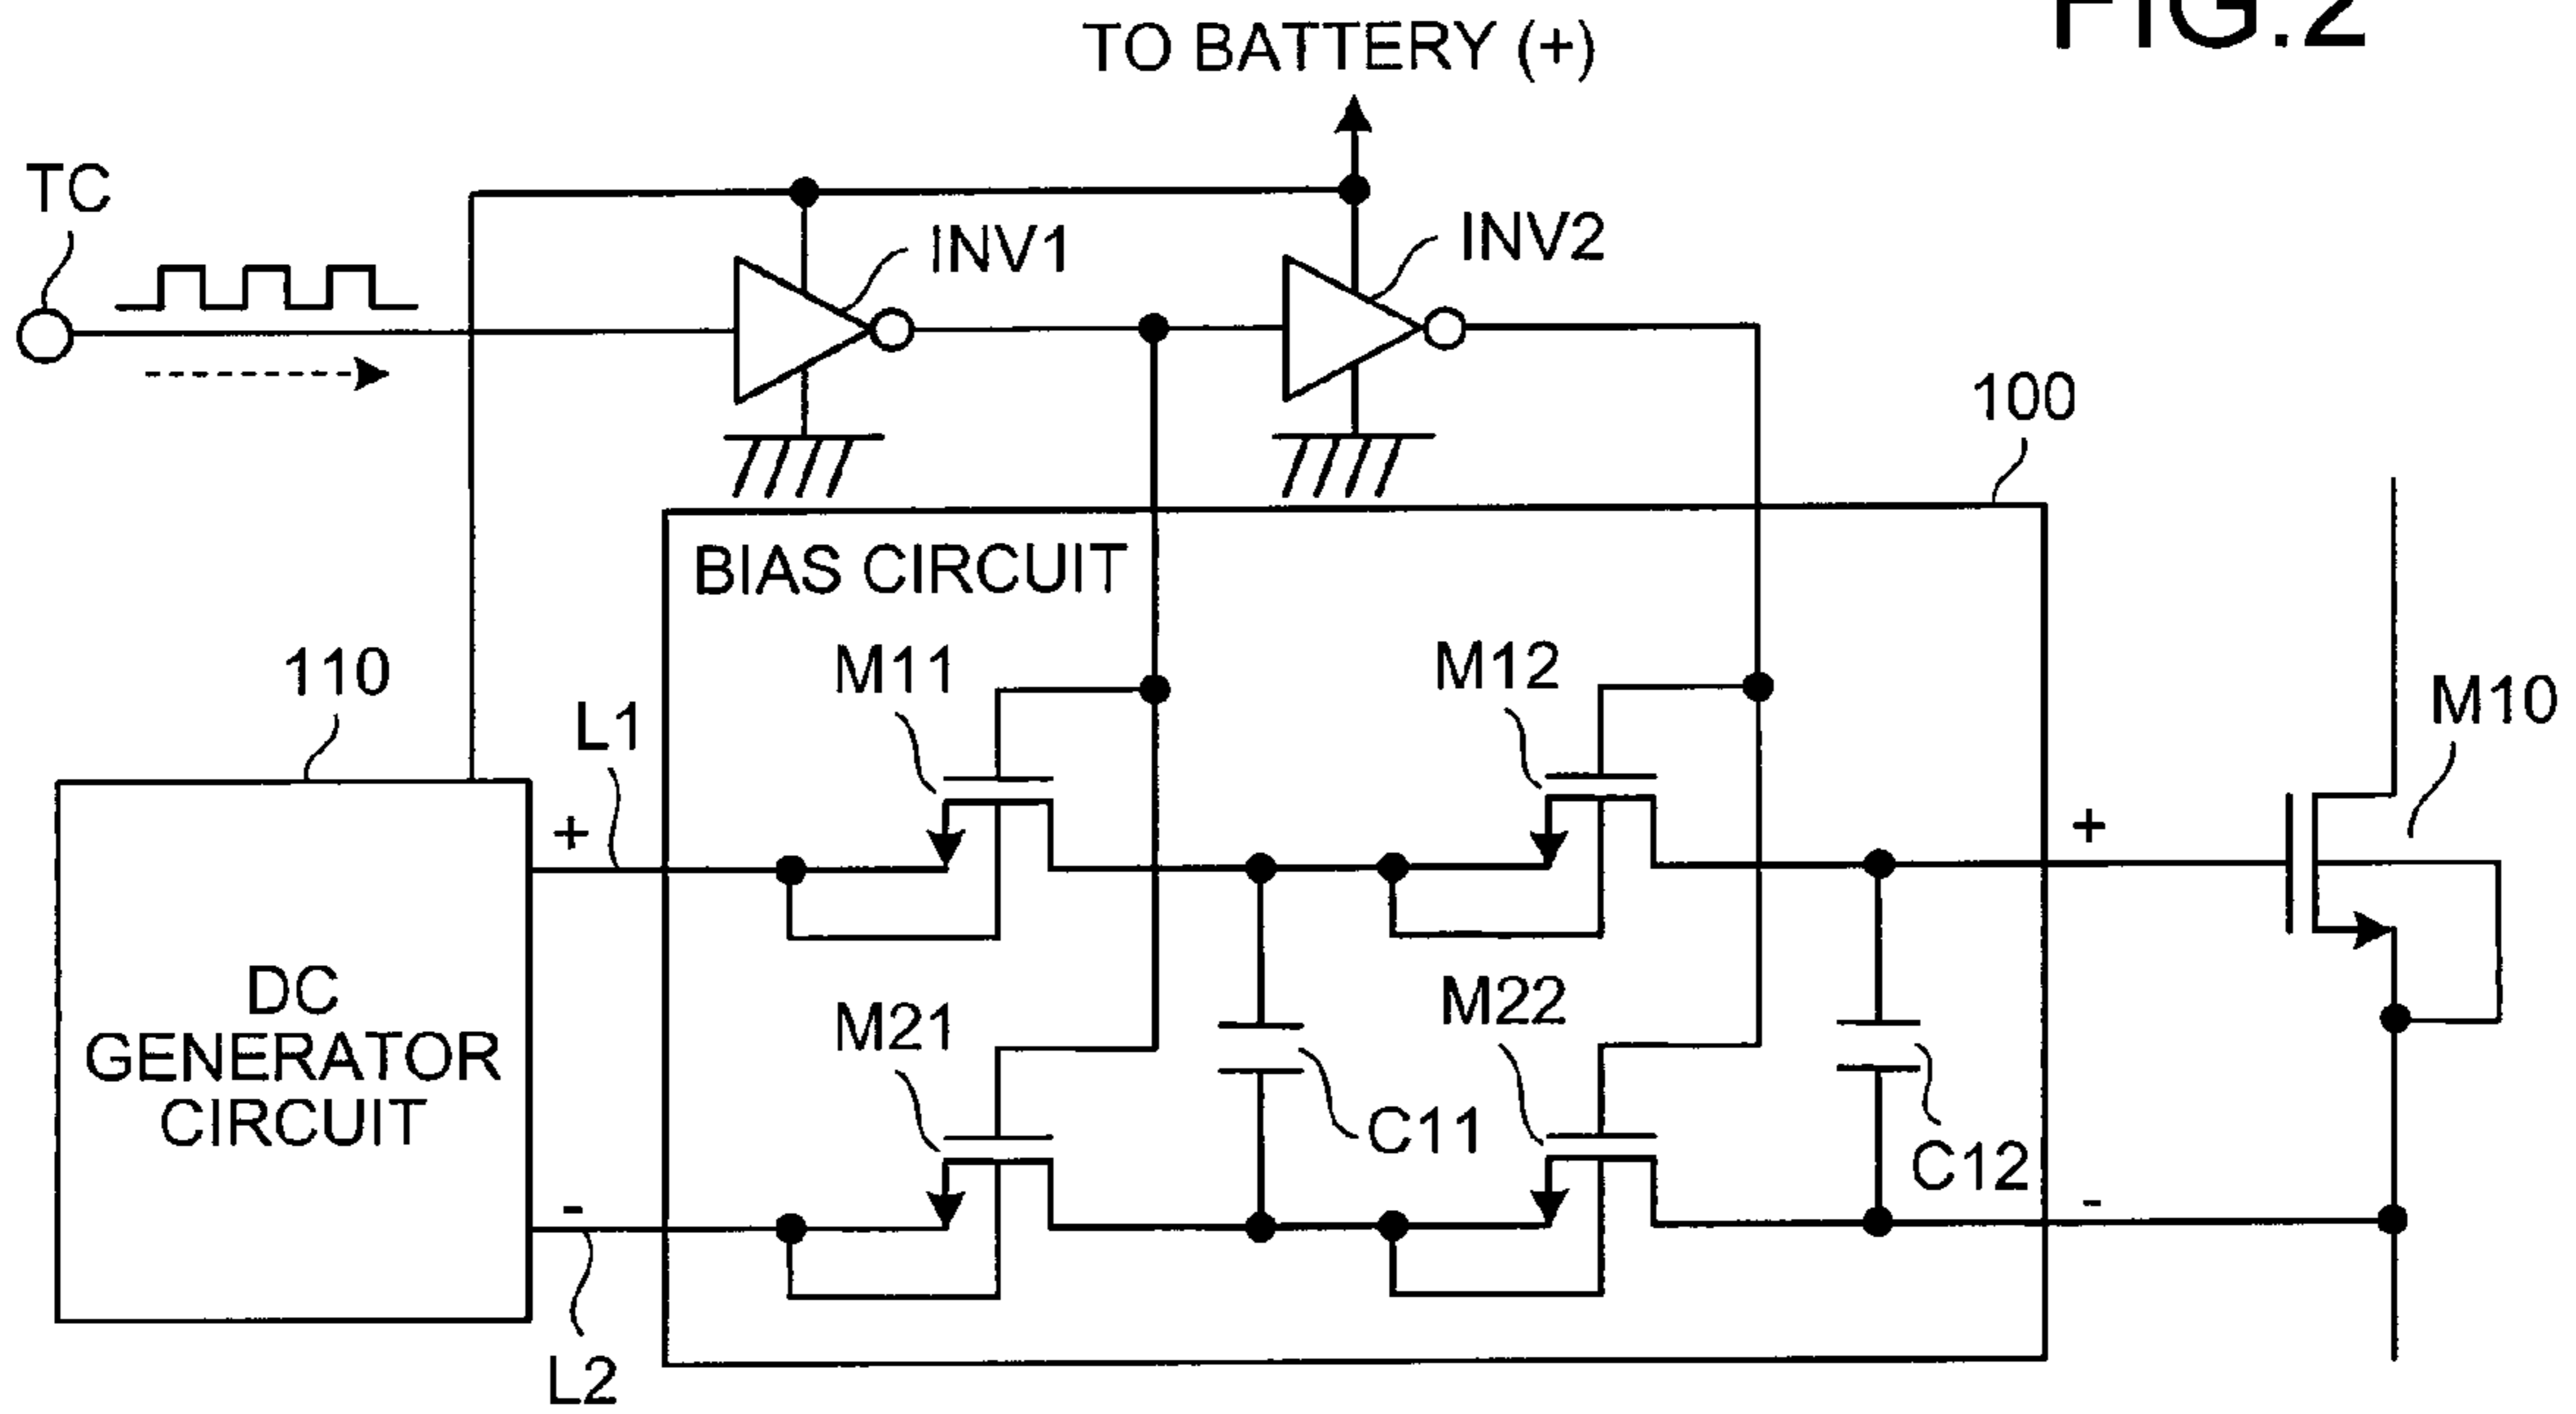 FIG.2
TO BATTERY (+)
TC
INV1
INV2
100
BIAS CIRCUIT
110
L1
M11
M12
M10
+
+
DC
GENERATOR
CIRCUIT
M21
M22
C11
C12
-
-
L2